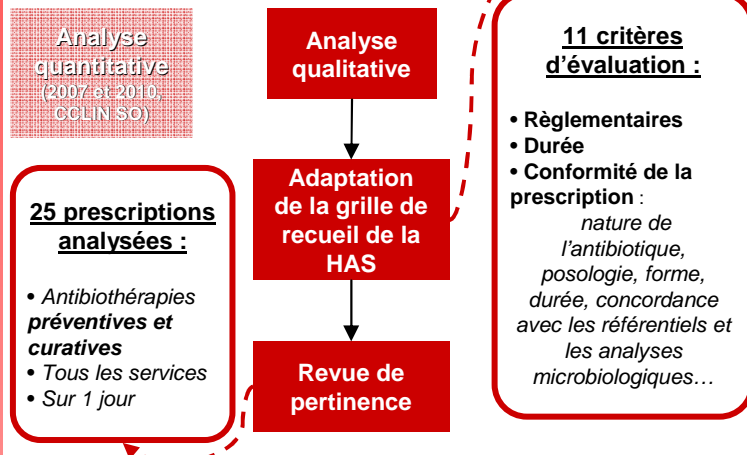 Analyse
quantitative
(2007 et 2010,
CCLIN SO)
Analyse
qualitative
11 critères
d'évaluation :
• Règlementaires
• Durée
• Conformité de la
prescription :
nature de
l'antibiotique,
posologie, forme,
durée, concordance
avec les référentiels et
les analyses
microbiologiques…
Adaptation
de la grille de
recueil de la
HAS
25 prescriptions
analysées :
• Antibiothérapies
préventives et
curatives
• Tous les services
• Sur 1 jour
Revue de
pertinence